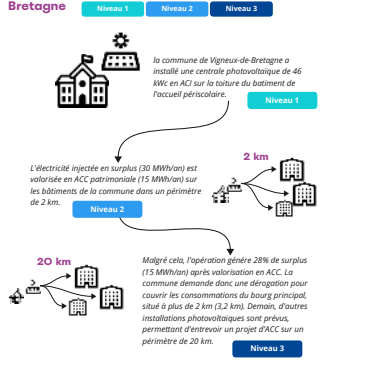 Bretagne
Niveau 1 Niveau 2 Niveau 3
la commune de Vigneux-de-Bretagne a
installé une centrale photovoltaïque de 46
kWc en ACI sur la toiture du batiment de
l'accueil périscolaire.
Niveau 1
2 km
L'électricité injectée en surplus (30 MWh/an) est
valorisée en ACC patrimoniale (15 MWh/an) sur
les bâtiments de la commune dans un périmètre
de 2 km.
Niveau 2
20 km
Malgré cela, l'opération génère 28% de surplus
(15 MWh/an) après valorisation en ACC. La
commune demande donc une dérogation pour
couvrir les consommations du bourg principal,
situé à plus de 2 km (3,2 km). Demain, d'autres
installations photovoltaiques sont prévus,
permettant d'entrevoir un projet d'ACC sur un
périmètre de 20 km.
Niveau 3